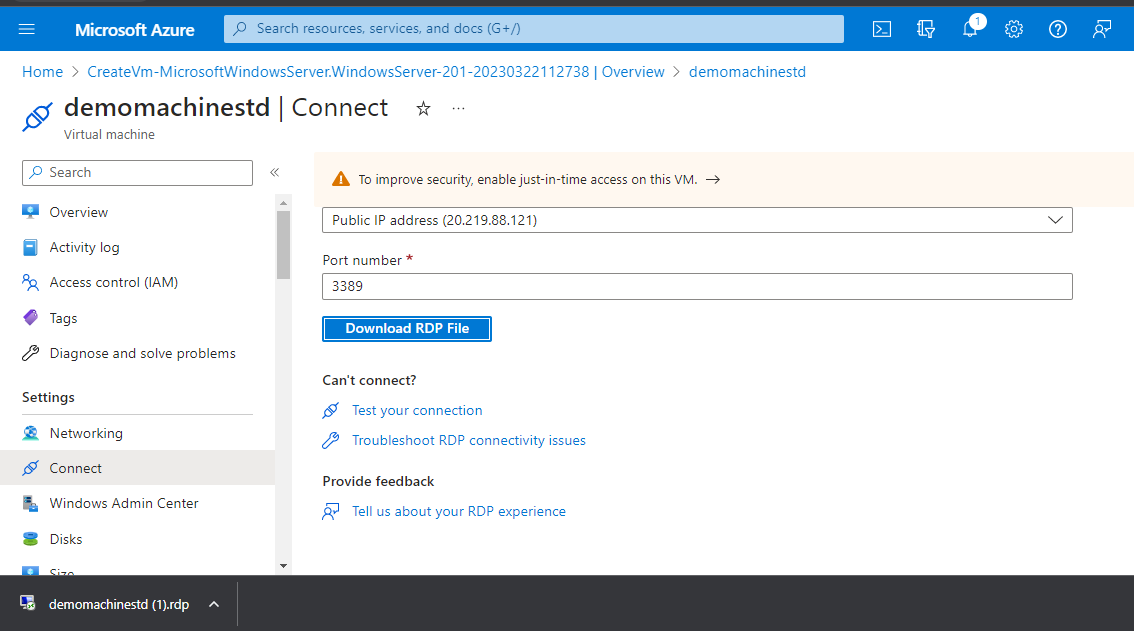 Microsoft Azure
Search resources, services, and docs (G+/)
1
Home > CreateVm-MicrosoftWindowsServer.WindowsServer-201-20230322112738 | Overview > demomachinestd
demomachinestd | Connect
Virtual machine
Search
Overview
Activity log
Access control (IAM)
Tags
Diagnose and solve problems
Settings
Networking
Connect
Windows Admin Center
Disks
Size
To improve security, enable just-in-time access on this VM. →
Public IP address (20.219.88.121)
Port number *
3389
Download RDP File
Can't connect?
Test your connection
Troubleshoot RDP connectivity issues
Provide feedback
Tell us about your RDP experience
demomachinestd (1).rdp